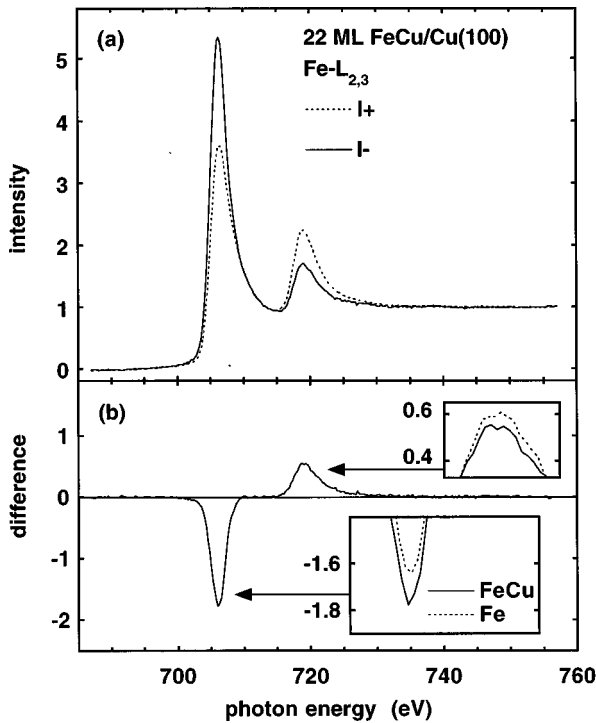 (a)
22 ML FeCu/Cu(100)
Fe-L2,3
I+
I-
5
4
3
2
1
0
intensity
(b)
1
0
-1
-2
difference
0.6
0.4
-1.6
-1.8
FeCu
Fe
700
720
740
760
photon energy (eV)